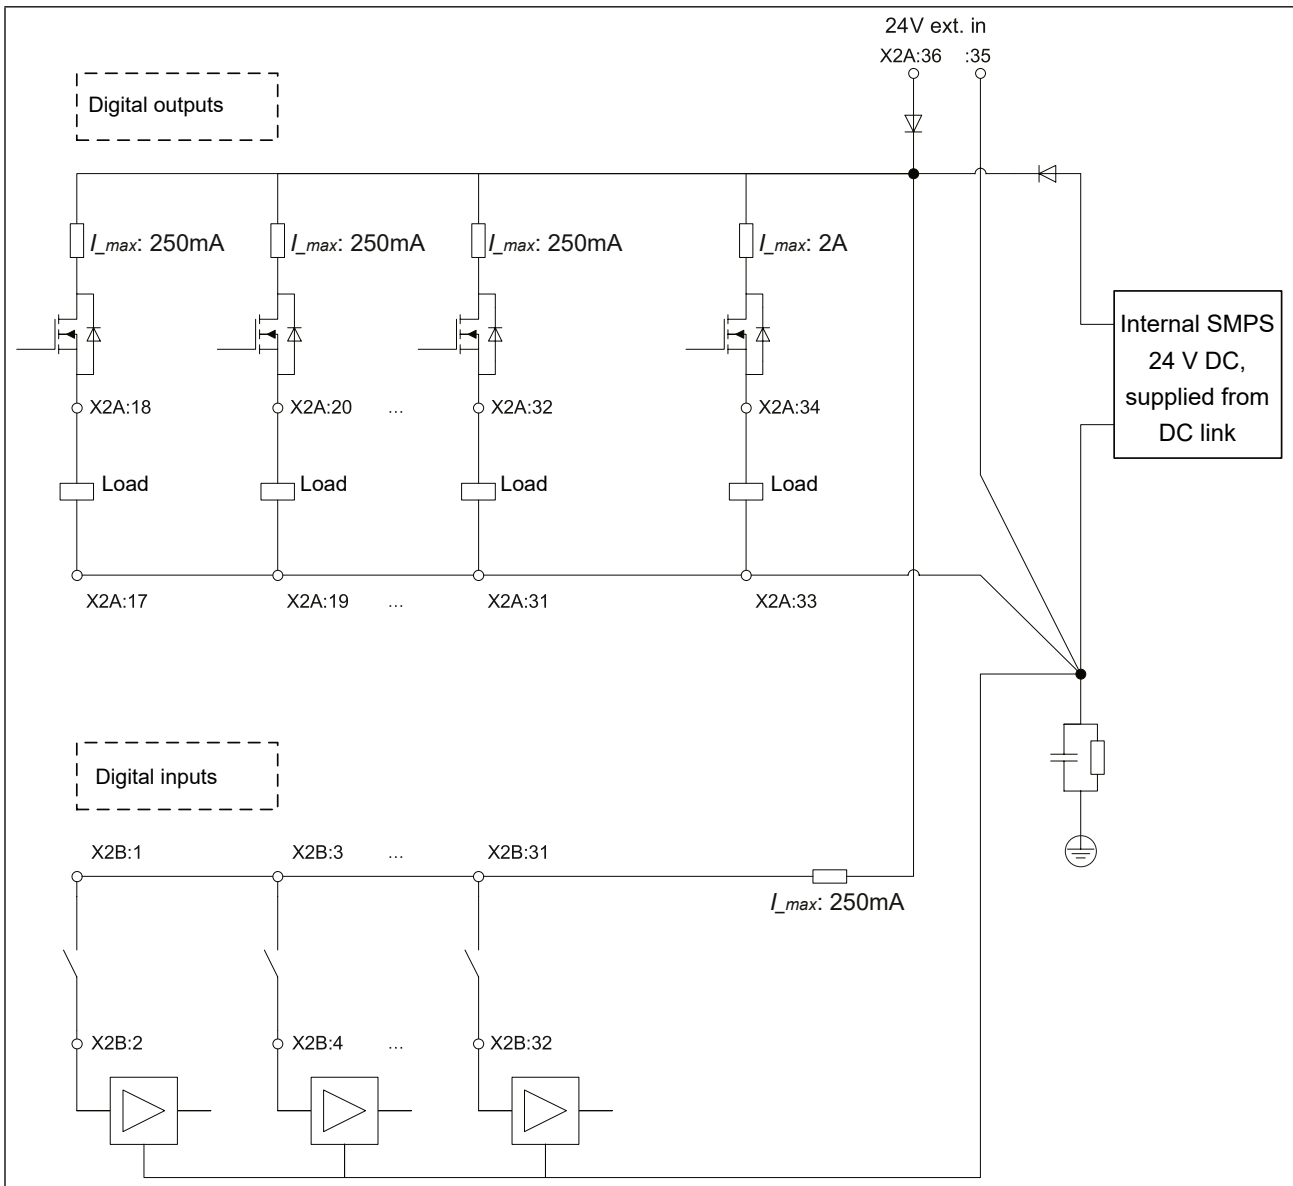 24V ext. in
X2A:36 :35
Digital outputs
I_max: 250mA I_max: 250mA I_max: 250mA I_max: 2A
Internal SMPS
24 V DC,
supplied from
DC link
X2A:18 X2A:20 ... X2A:32 X2A:34
Load Load Load Load
X2A:17 X2A:19 ... X2A:31 X2A:33
Digital inputs
X2B:1 X2B:3 ... X2B:31
I_max: 250mA
X2B:2 X2B:4 ... X2B:32